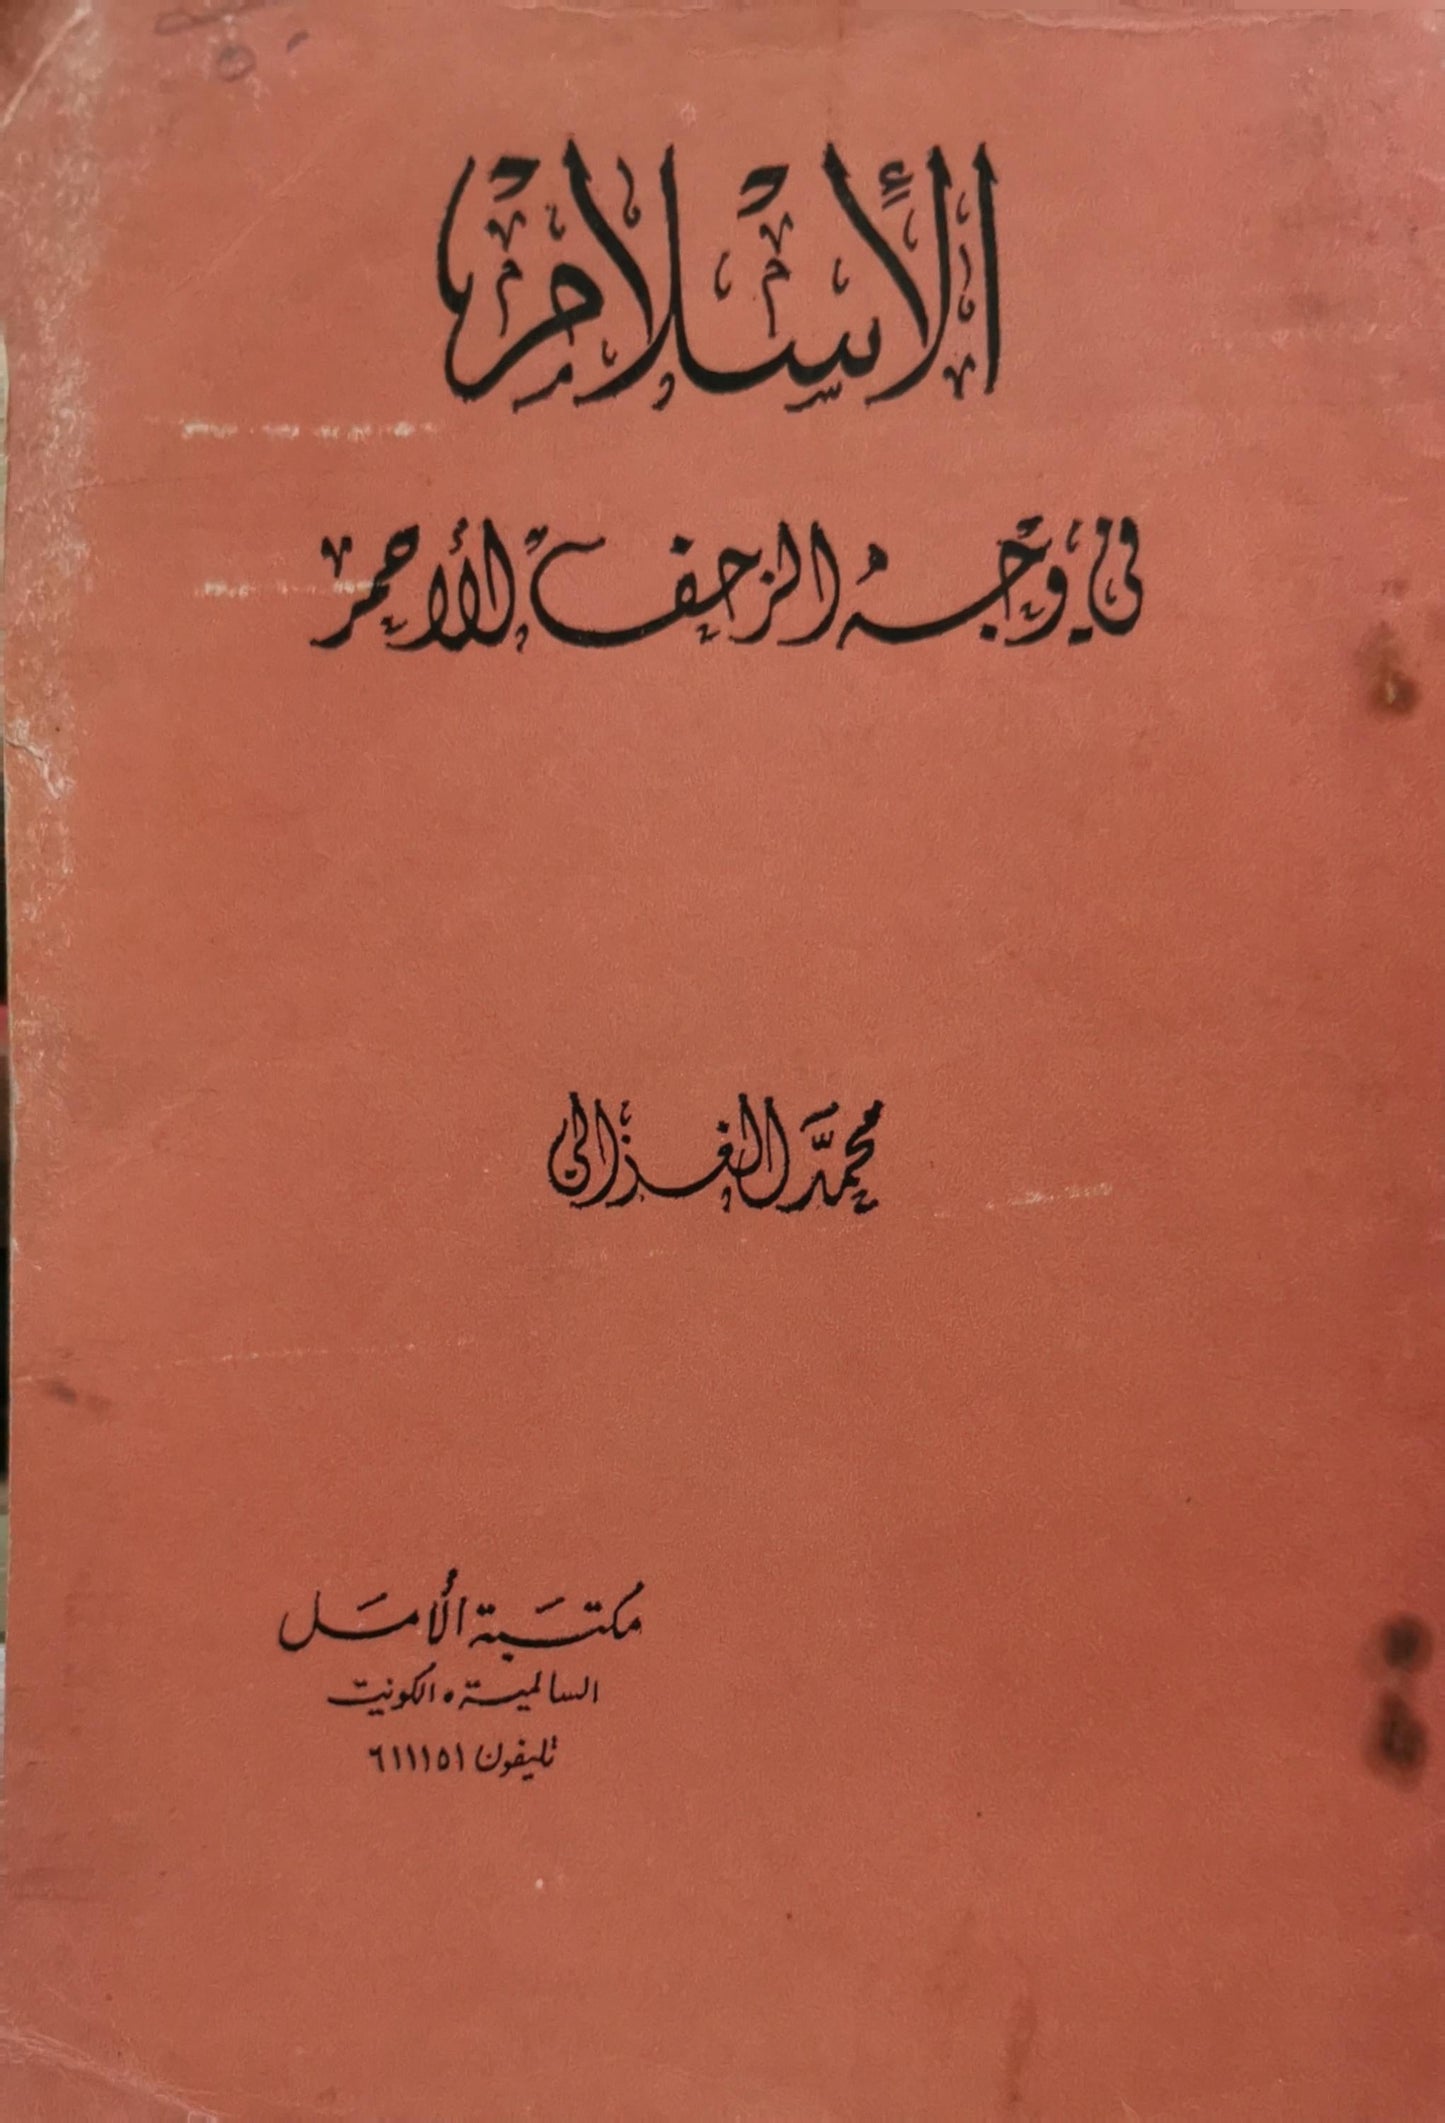 الإسلام
في وجه الزحف الأحمر
محمد الغزالي
مكتبة الأمل
السالمية • الكويت
تليفون ٦١١١٥١